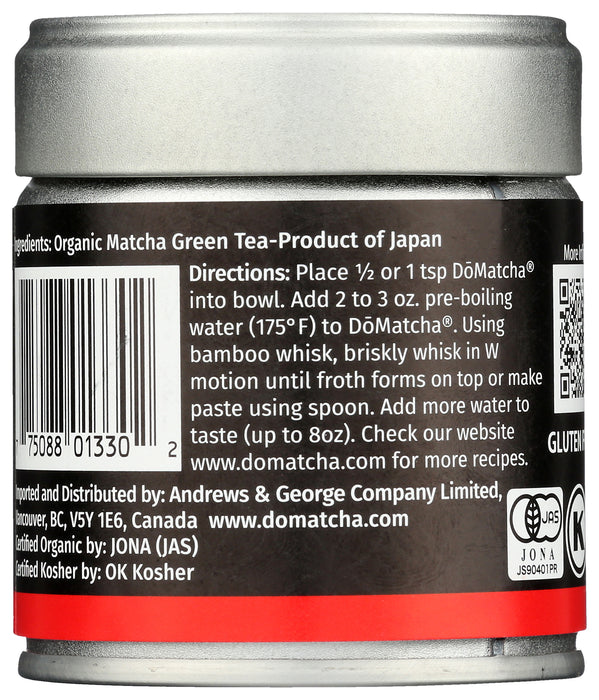 Ingredients: Organic Matcha Green Tea-Product of Japan
Directions: Place ½ or 1 tsp DōMatcha®
into bowl. Add 2 to 3 oz. pre-boiling
water (175°F) to DōMatcha®. Using
bamboo whisk, briskly whisk in W
motion until froth forms on top or make
paste using spoon. Add more water to
taste (up to 8oz). Check our website
www.domatcha.com for more recipes.
7 75088 01330 2
More
GLUTEN
Imported and Distributed by: Andrews & George Company Limited,
Vancouver, BC, V5Y 1E6, Canada www.domatcha.com
Certified Organic by: JONA (JAS)
Certified Kosher by: OK Kosher
JAS
JONA
JS90401PR
K